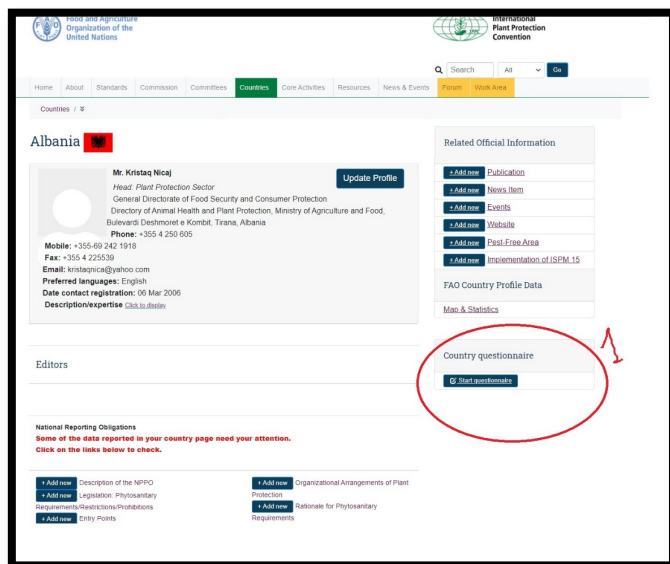 Food and Agriculture
Organization of the
United Nations
International
Plant Protection
Convention
Search
All
Go
Home About Standards Commission Committees Countries Core Activities Resources News & Events Forum Work Area
Countries /
Albania
Mr. Kristaq Nicaj
Update Profile
Head: Plant Protection Sector
General Directorate of Food Security and Consumer Protection
Directory of Animal Health and Plant Protection, Ministry of Agriculture and Food,
Bulevardi Deshmoret e Kombit, Tirana, Albania
Phone: +355 4 250 605
Mobile: +355-69 242 1918
Fax: +355 4 225539
Email: kristaqnica@yahoo.com
Preferred languages: English
Date contact registration: 06 Mar 2006
Description/expertise Click to display
Editors
National Reporting Obligations
Some of the data reported in your country page need your attention.
Click on the links below to check.
+ Add new Description of the NPPO
+ Add new Legislation: Phytosanitary
Requirements/Restrictions/Prohibitions
+ Add new Entry Points
+ Add new Organizational Arrangements of Plant
Protection
+ Add new Rationale for Phytosanitary
Requirements
Related Official Information
+ Add new Publication
+ Add new News Item
+ Add new Events
+ Add new Website
+ Add new Pest-Free Area
+ Add new Implementation of ISPM 15
FAO Country Profile Data
Map & Statistics
Country questionnaire
Start questionnaire
1